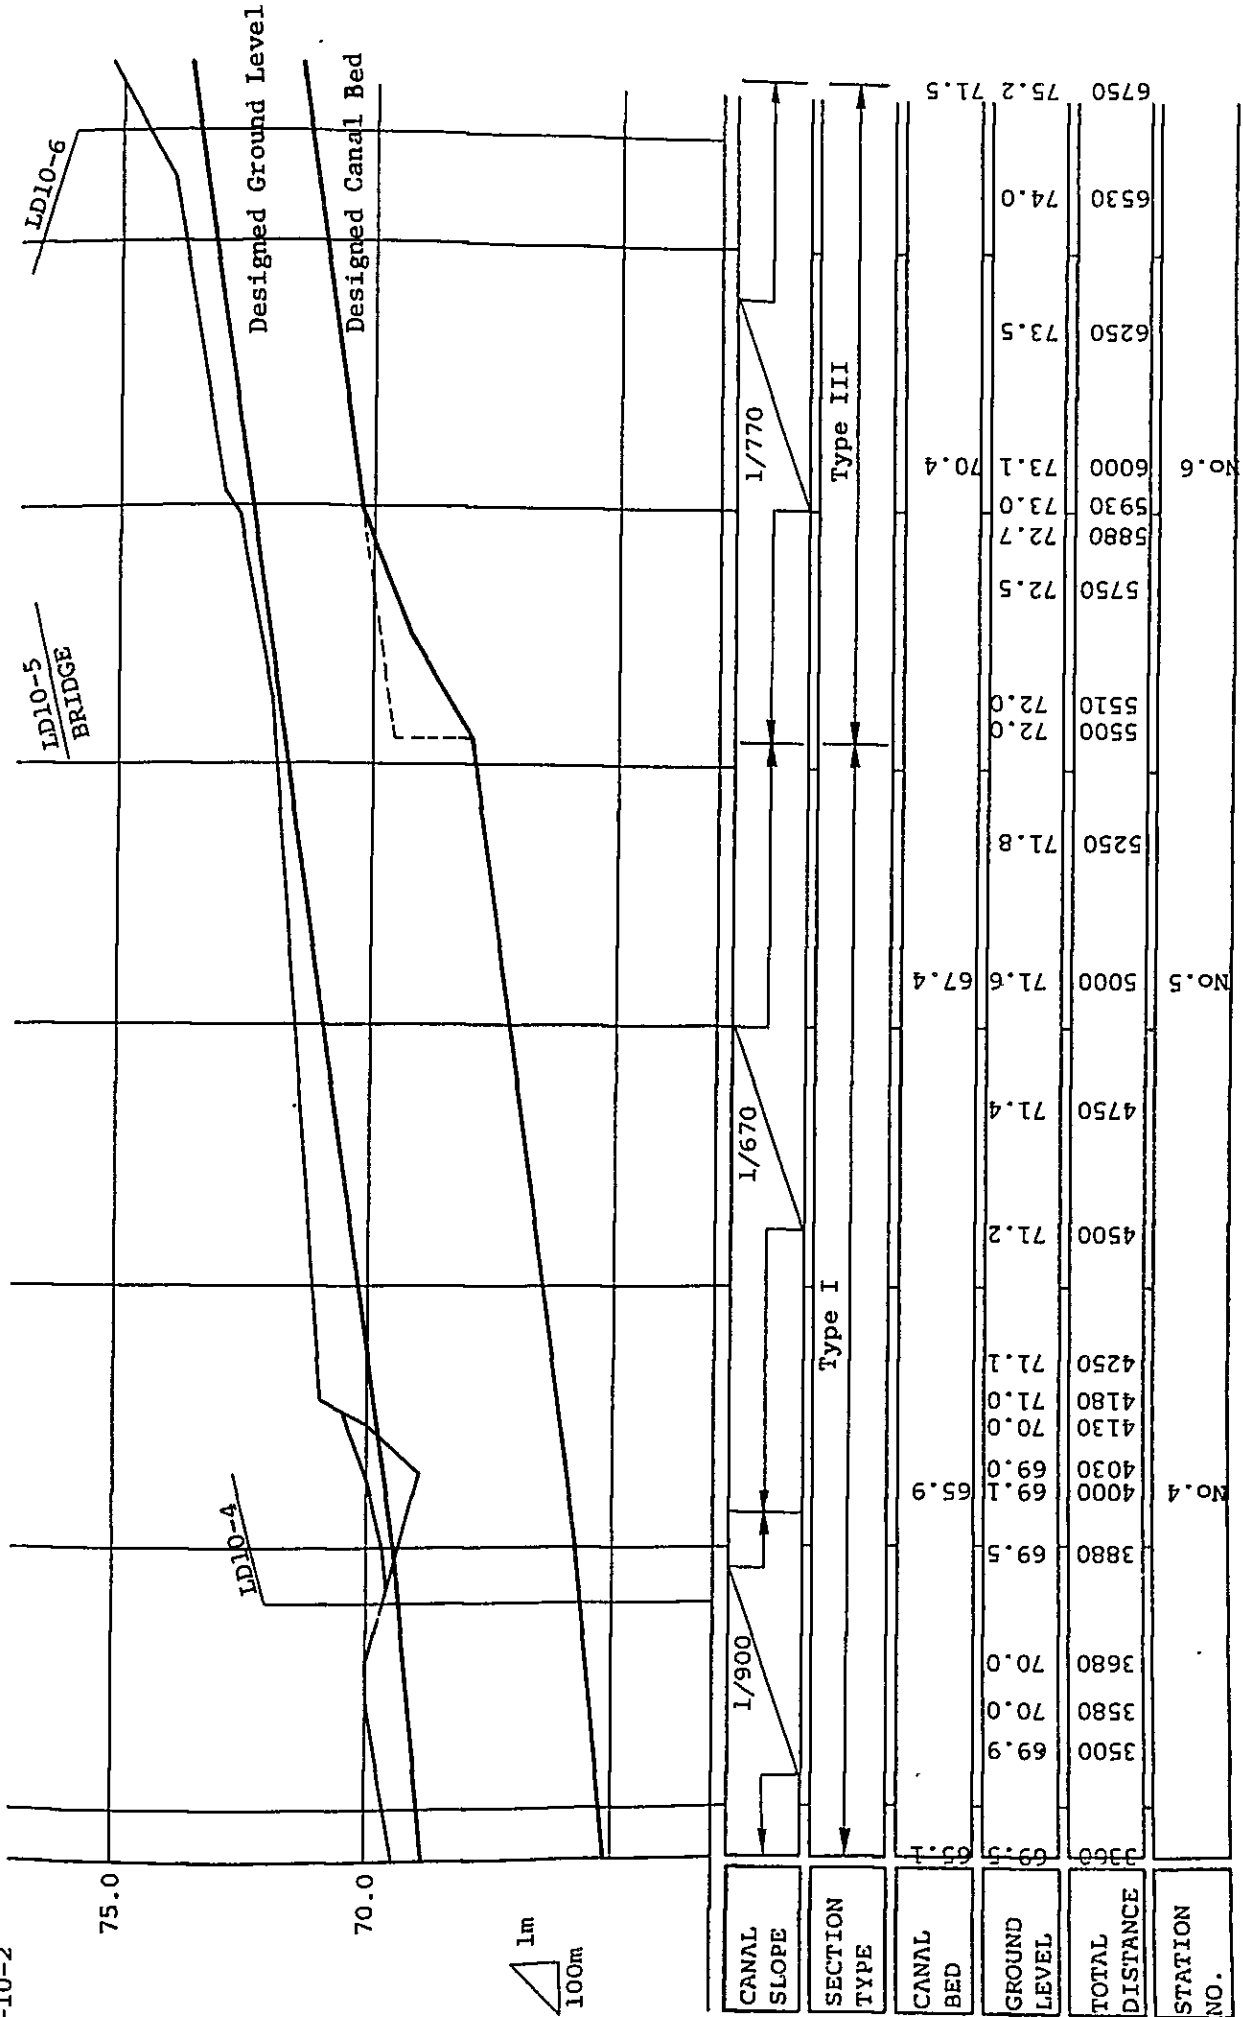 -10-2
75.0
70.0
1m
100m
LD10-4
LD10-5
BRIDGE
LD10-6
Designed Ground Level
Designed Canal Bed
CANAL
SLOPE
1/900
1/670
1/770
SECTION
TYPE
Type I
Type III
CANAL
BED
65.1
65.9
67.4
70.4
71.5
GROUND
LEVEL
69.5
69.9
70.0
70.0
69.5
69.1
69.0
70.0
71.0
71.1
71.2
71.4
71.6
71.8
72.0
72.0
72.5
72.7
73.0
73.1
73.5
74.0
75.2
TOTAL
DISTANCE
3360
3500
3580
3680
3880
4000
4030
4130
4180
4250
4500
4750
5000
5250
5500
5510
5750
5880
5930
6000
6250
6530
6750
STATION
NO.
No.4
No.5
No.6